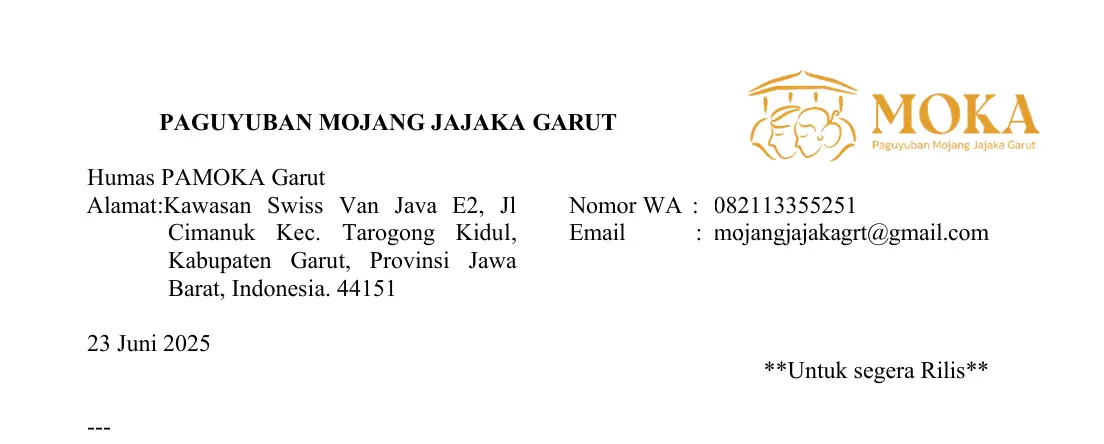 PAGUYUBAN MOJANG JAJAKA GARUT
MOKA
Paguyuban Mojang Jajaka Garut
Humas PAMOKA Garut
Alamat:Kawasan Swiss Van Java E2, Jl
Cimanuk Kec. Tarogong Kidul,
Kabupaten Garut, Provinsi Jawa
Barat, Indonesia. 44151
Nomor WA : 082113355251
Email : mojangjajakagrt@gmail.com
23 Juni 2025
**Untuk segera Rilis**
---